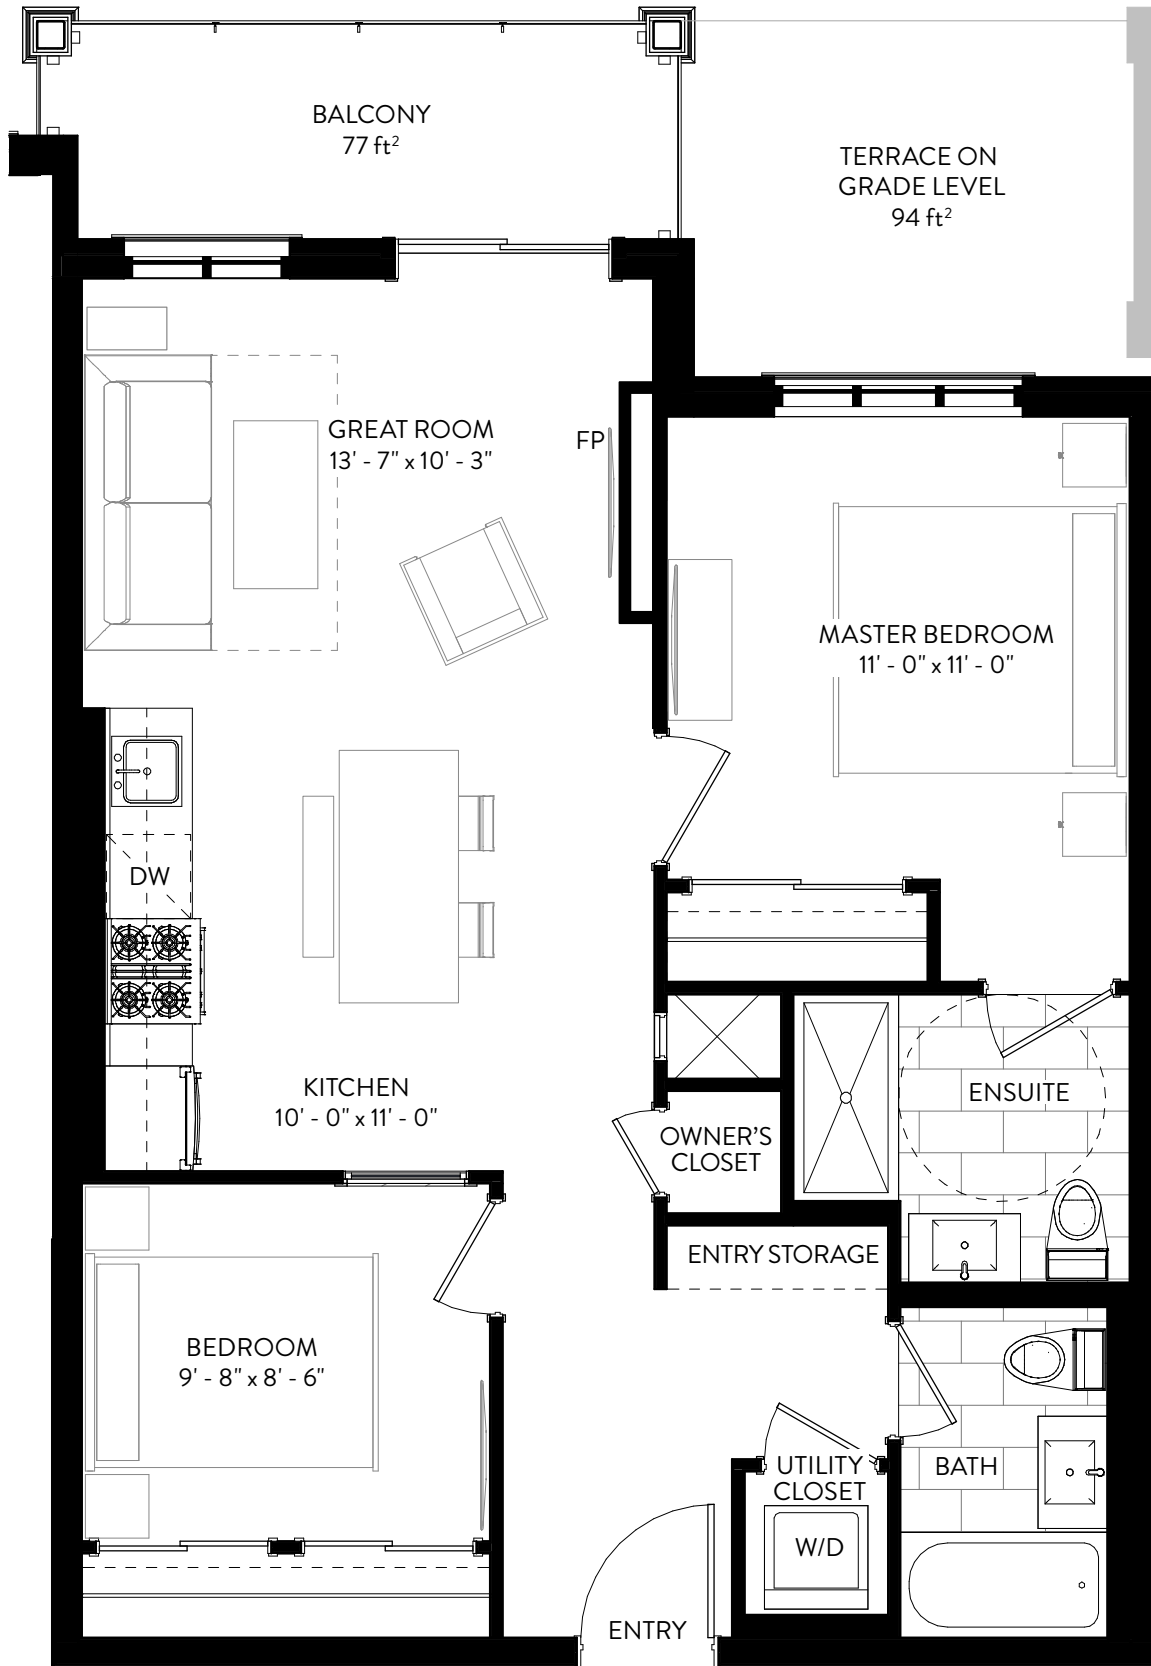 BALCONY
77 ft²
TERRACE ON
GRADE LEVEL
94 ft²
GREAT ROOM
13' - 7" x 10' - 3"
FP
MASTER BEDROOM
11' - 0" x 11' - 0"
DW
KITCHEN
10' - 0" x 11' - 0"
ENSUITE
OWNER'S
CLOSET
ENTRY STORAGE
BEDROOM
9' - 8" x 8' - 6"
UTILITY
CLOSET
BATH
W/D
ENTRY